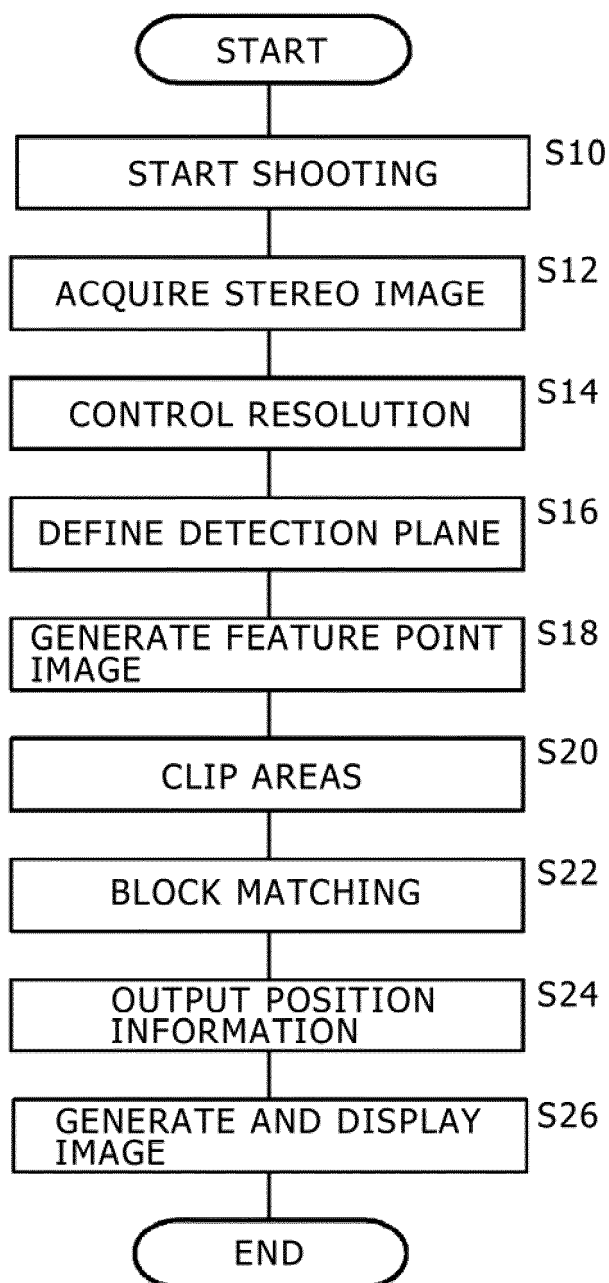 START
START SHOOTING
S10
ACQUIRE STEREO IMAGE
S12
CONTROL RESOLUTION
S14
DEFINE DETECTION PLANE
S16
GENERATE FEATURE POINT
IMAGE
S18
CLIP AREAS
S20
BLOCK MATCHING
S22
OUTPUT POSITION
INFORMATION
S24
GENERATE AND DISPLAY
IMAGE
S26
END